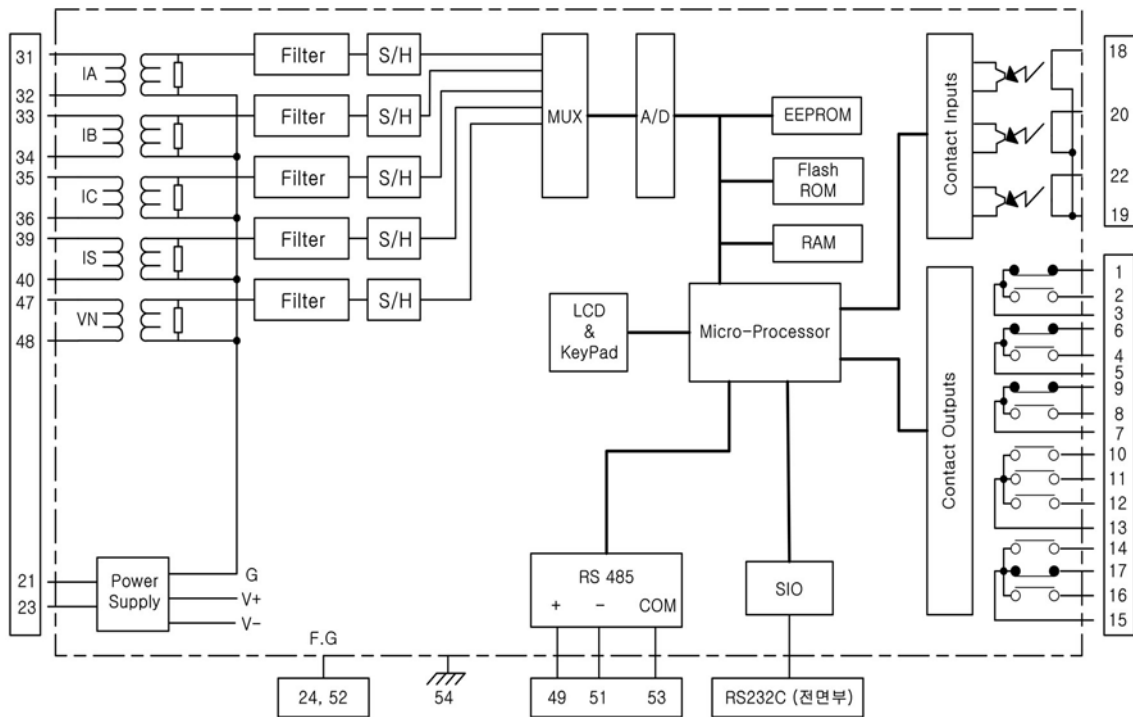 31
IA
32
33
IB
34
35
IC
36
39
IS
40
47
VN
48
21
23
Filter
S/H
Filter
S/H
Filter
S/H
Filter
S/H
Filter
S/H
MUX
A/D
EEPROM
Flash
ROM
RAM
LCD
&
KeyPad
Micro-Processor
Contact Inputs
18
20
22
19
Contact Outputs
1
2
3
6
4
5
9
8
7
10
11
12
13
14
17
16
15
Power
Supply
G
V+
V-
RS 485
+ - COM
SIO
F.G
24, 52
54
49 51 53
RS232C (전면부)